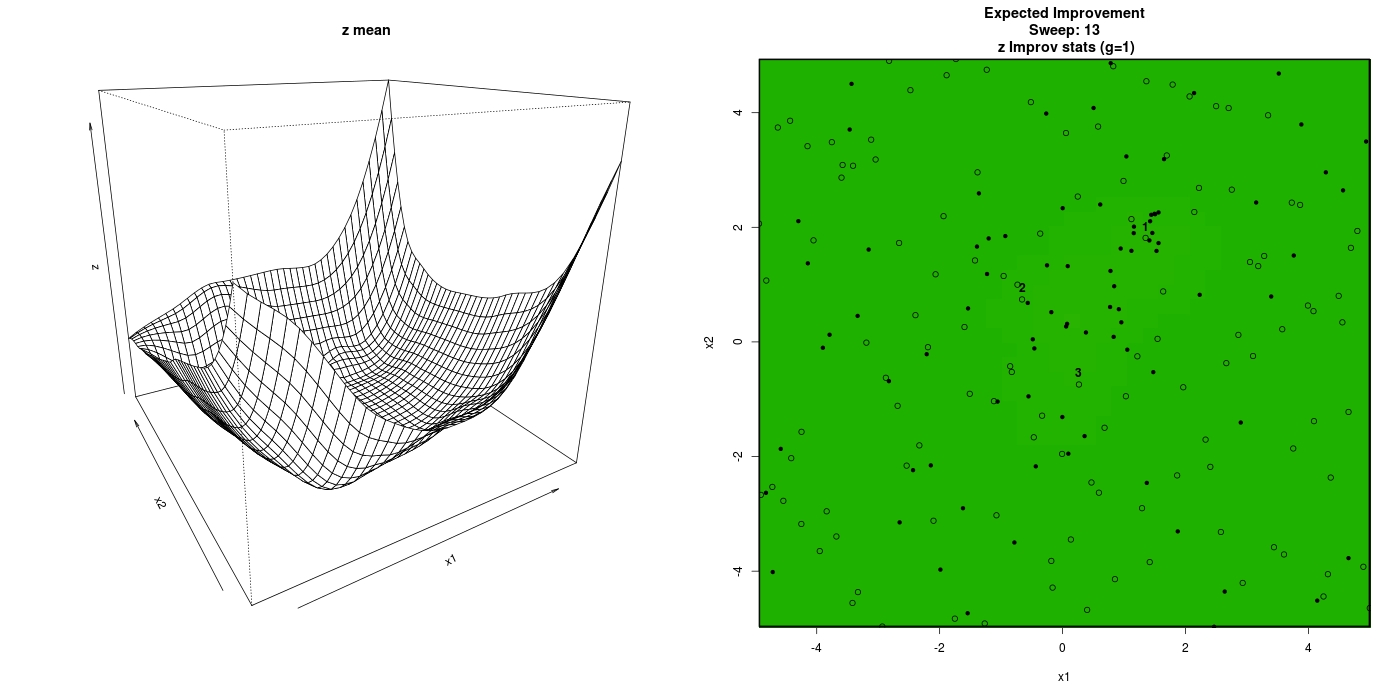 z mean
z
x2
x1
Expected Improvement
Sweep: 13
z Improv stats (g=1)
4
2
0
-2
-4
x2
1
2
3
-4
-2
0
2
4
x1